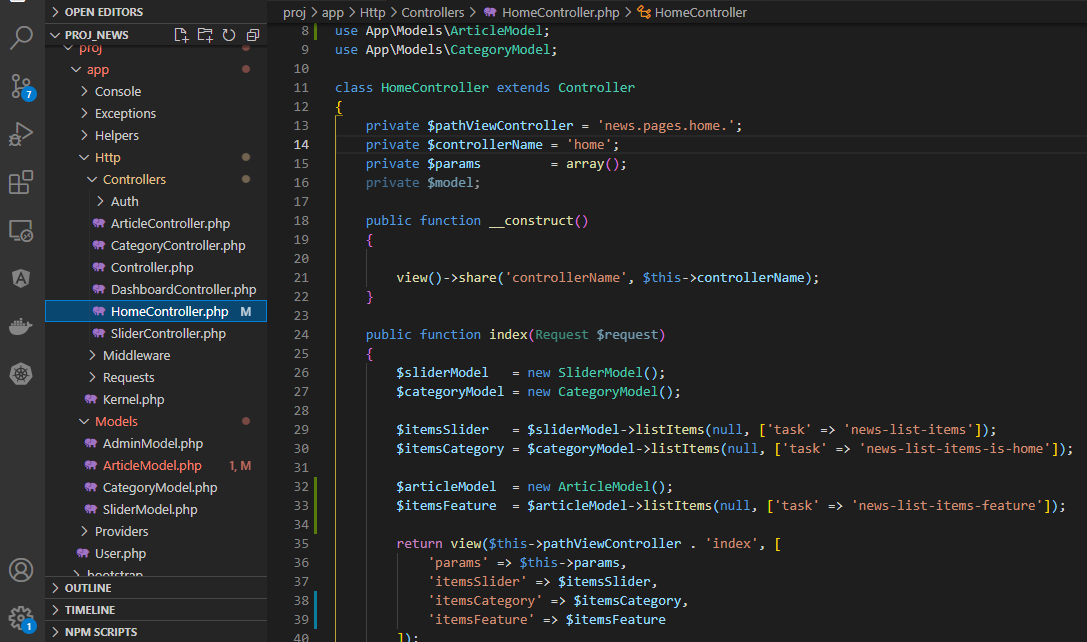 OPEN EDITORS
PROJ_NEWS
proj
app
Console
Exceptions
Helpers
Http
Controllers
Auth
ArticleController.php
CategoryController.php
Controller.php
DashboardController.php
HomeController.php M
SliderController.php
Middleware
Requests
Kernel.php
Models
AdminModel.php
ArticleModel.php 1, M
CategoryModel.php
SliderModel.php
Providers
User.php
bootstrap
OUTLINE
TIMELINE
NPM SCRIPTS
7
1
proj > app > Http > Controllers > HomeController.php > HomeController
8 use App\Models\ArticleModel;
9 use App\Models\CategoryModel;
10
11 class HomeController extends Controller
12 {
13 private $pathViewController = 'news.pages.home.';
14 private $controllerName = 'home';
15 private $params = array();
16 private $model;
17
18 public function __construct()
19 {
20
21 view()->share('controllerName', $this->controllerName);
22 }
23
24 public function index(Request $request)
25 {
26 $sliderModel = new SliderModel();
27 $categoryModel = new CategoryModel();
28
29 $itemsSlider = $sliderModel->listItems(null, ['task' => 'news-list-items']);
30 $itemsCategory = $categoryModel->listItems(null, ['task' => 'news-list-items-is-home']);
31
32 $articleModel = new ArticleModel();
33 $itemsFeature = $articleModel->listItems(null, ['task' => 'news-list-items-feature']);
34
35 return view($this->pathViewController . 'index', [
36 'params' => $this->params,
37 'itemsSlider' => $itemsSlider,
38 'itemsCategory' => $itemsCategory,
39 'itemsFeature' => $itemsFeature
40 ]);